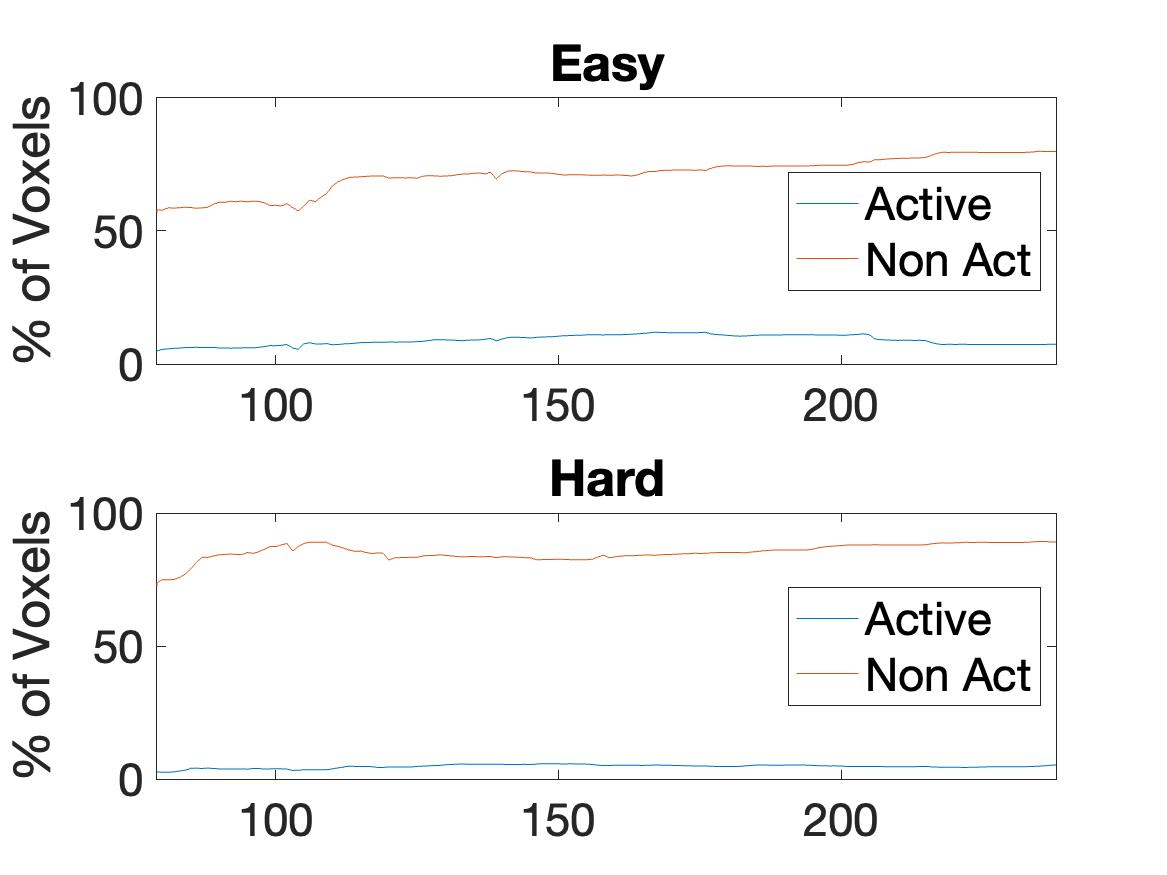 Easy
% of Voxels
100
50
0
Active
Non Act
100 150 200
Hard
% of Voxels
100
50
0
Active
Non Act
100 150 200